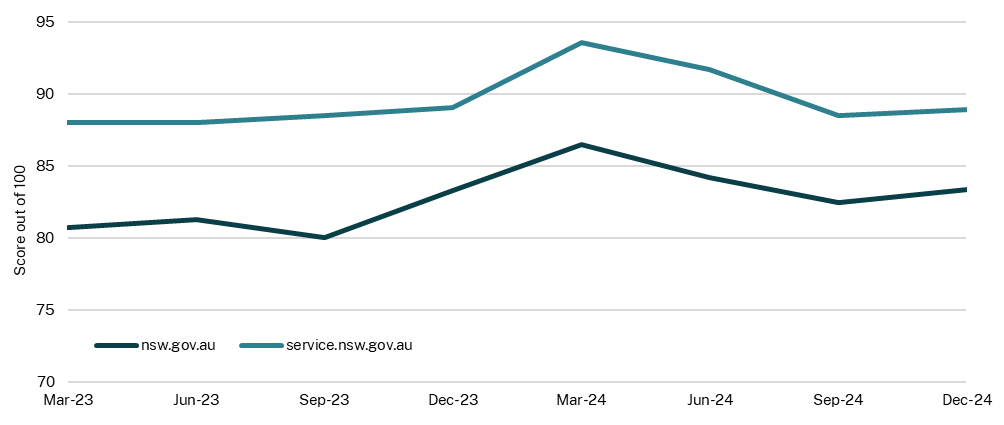 95
90
85
80
75
70
Score out of 100
nsw.gov.au service.nsw.gov.au
Mar-23 Jun-23 Sep-23 Dec-23 Mar-24 Jun-24 Sep-24 Dec-24